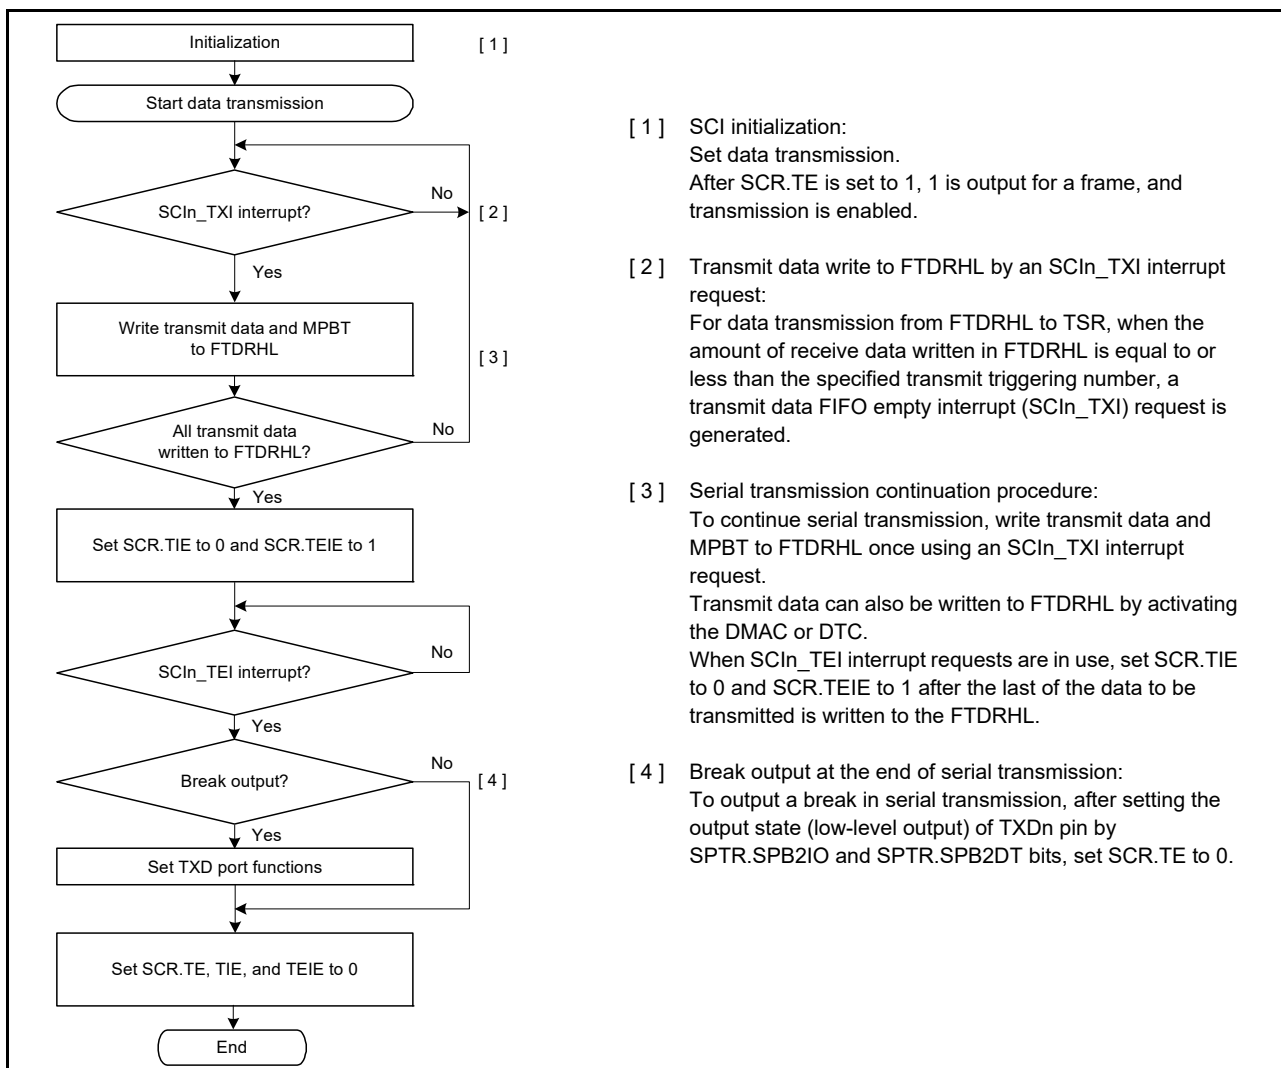 Initialization
[ 1 ]
Start data transmission
SCIn_TXI interrupt?
No
[ 2 ]
Yes
Write transmit data and MPBT
to FTDRHL
[ 3 ]
All transmit data
written to FTDRHL?
No
Yes
Set SCR.TIE to 0 and SCR.TEIE to 1
SCIn_TEI interrupt?
No
Yes
Break output?
No
[ 4 ]
Yes
Set TXD port functions
Set SCR.TE, TIE, and TEIE to 0
End
[ 1 ] SCI initialization:
Set data transmission.
After SCR.TE is set to 1, 1 is output for a frame, and
transmission is enabled.
[ 2 ] Transmit data write to FTDRHL by an SCIn_TXI interrupt
request:
For data transmission from FTDRHL to TSR, when the
amount of receive data written in FTDRHL is equal to or
less than the specified transmit triggering number, a
transmit data FIFO empty interrupt (SCIn_TXI) request is
generated.
[ 3 ] Serial transmission continuation procedure:
To continue serial transmission, write transmit data and
MPBT to FTDRHL once using an SCIn_TXI interrupt
request.
Transmit data can also be written to FTDRHL by activating
the DMAC or DTC.
When SCIn_TEI interrupt requests are in use, set SCR.TIE
to 0 and SCR.TEIE to 1 after the last of the data to be
transmitted is written to the FTDRHL.
[ 4 ] Break output at the end of serial transmission:
To output a break in serial transmission, after setting the
output state (low-level output) of TXDn pin by
SPTR.SPB2IO and SPTR.SPB2DT bits, set SCR.TE to 0.